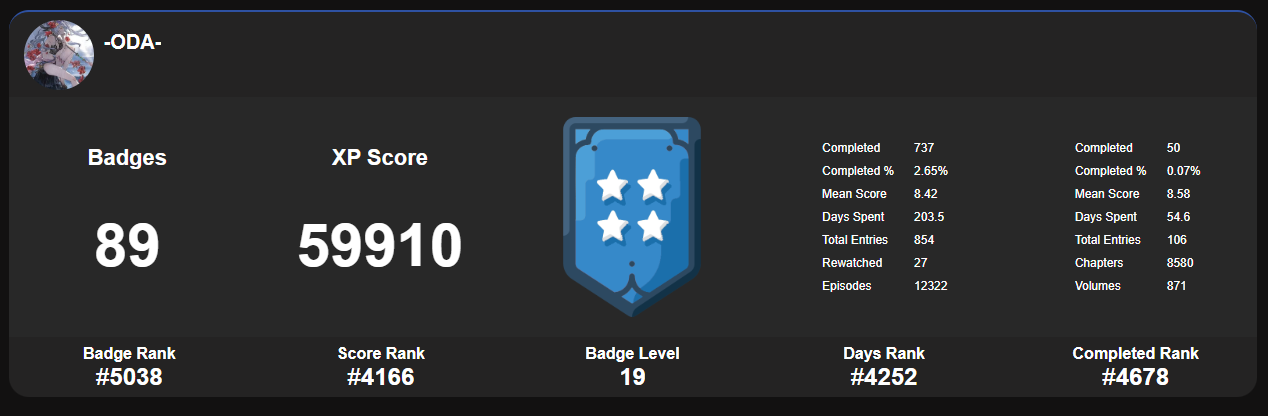 -ODA-
Badges
89
XP Score
59910
Completed 737
Completed % 2.65%
Mean Score 8.42
Days Spent 203.5
Total Entries 854
Rewatched 27
Episodes 12322
Completed 50
Completed % 0.07%
Mean Score 8.58
Days Spent 54.6
Total Entries 106
Chapters 8580
Volumes 871
Badge Rank
#5038
Score Rank
#4166
Badge Level
19
Days Rank
#4252
Completed Rank
#4678